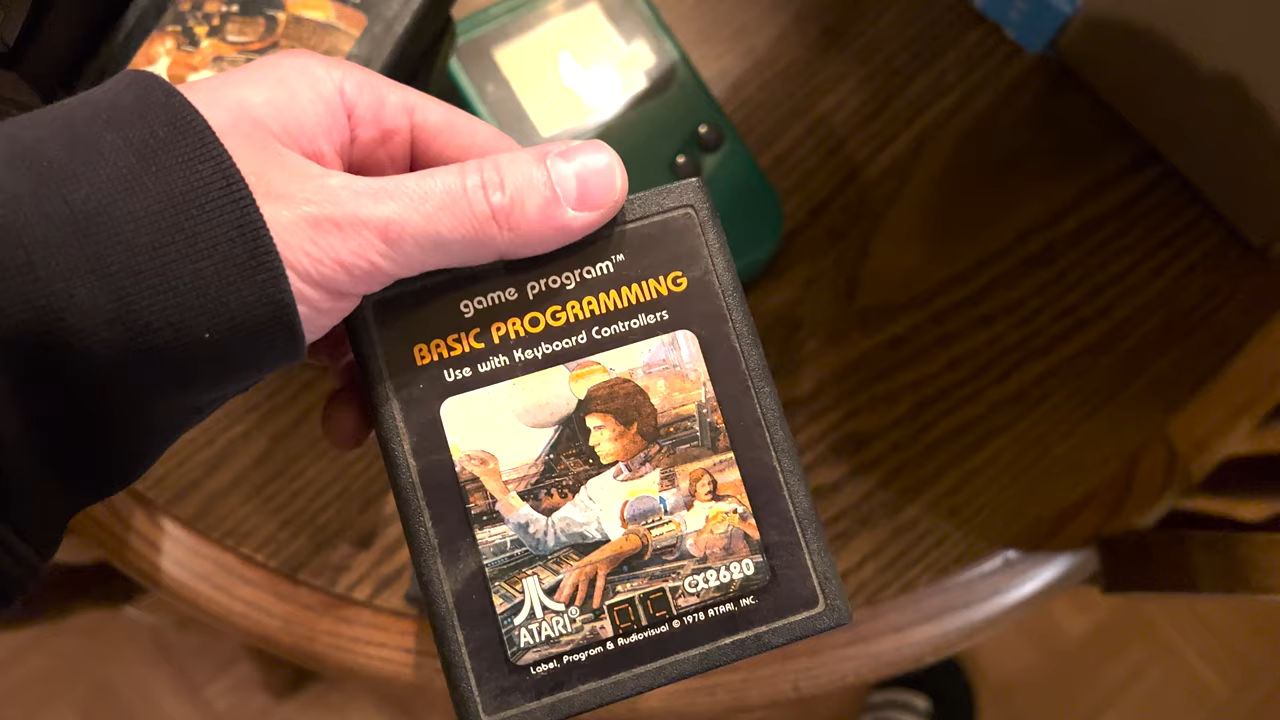 game program™
BASIC PROGRAMMING
Use with Keyboard Controllers
CX2620
ATARI®
Label, Program & Audiovisual © 1978 ATARI, INC.